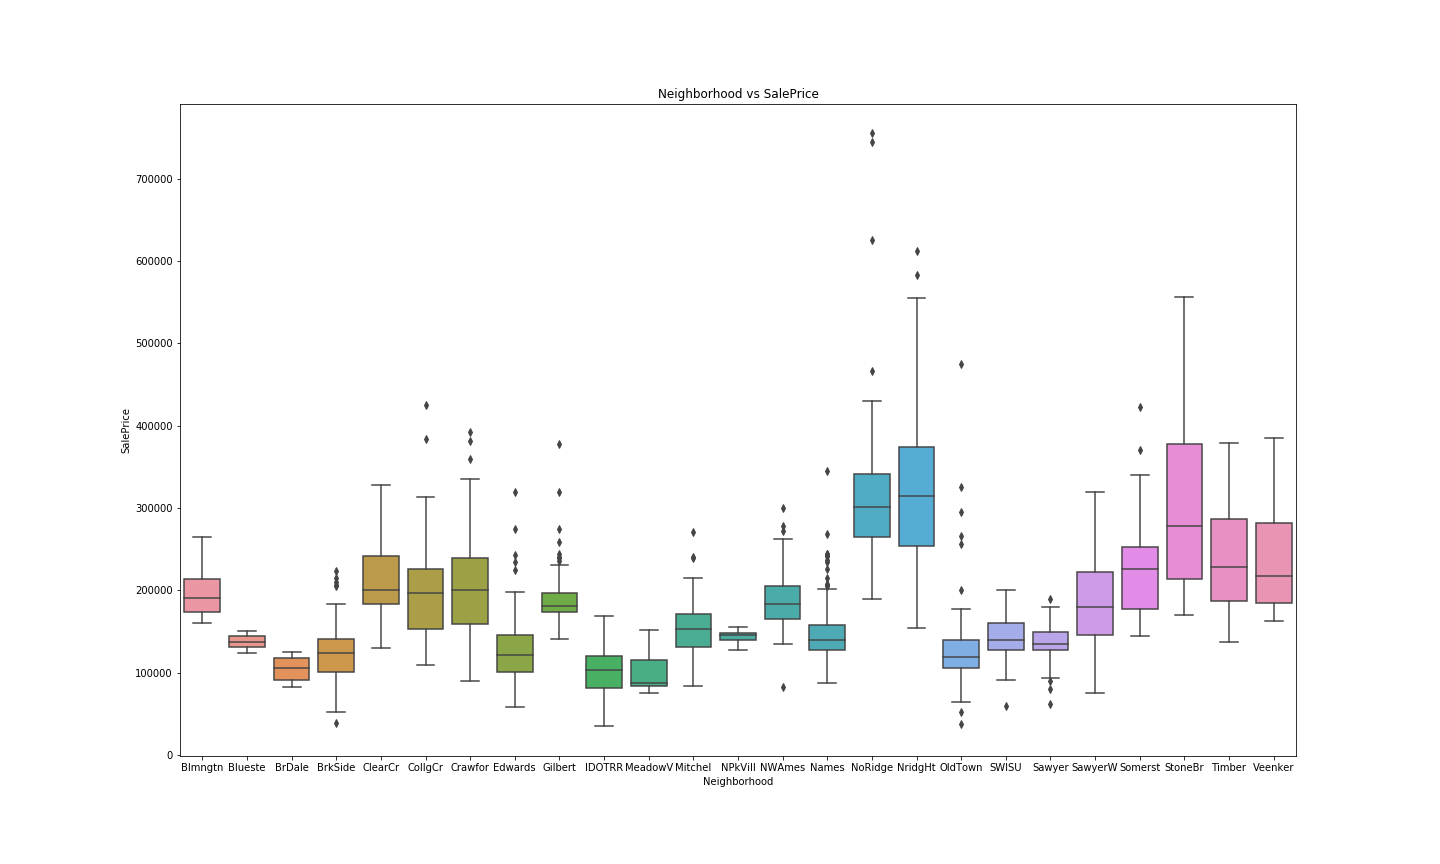 Neighborhood vs SalePrice
700000
600000
500000
400000
300000
200000
100000
0
SalePrice
Blmngtn Blueste BrDale BrkSide ClearCr CollgCr Crawfor Edwards Gilbert IDOTRR MeadowV Mitchel NPkVill NWAmes Names NoRidge NridgHt OldTown SWISU Sawyer SawyerW Somerst StoneBr Timber Veenker
Neighborhood